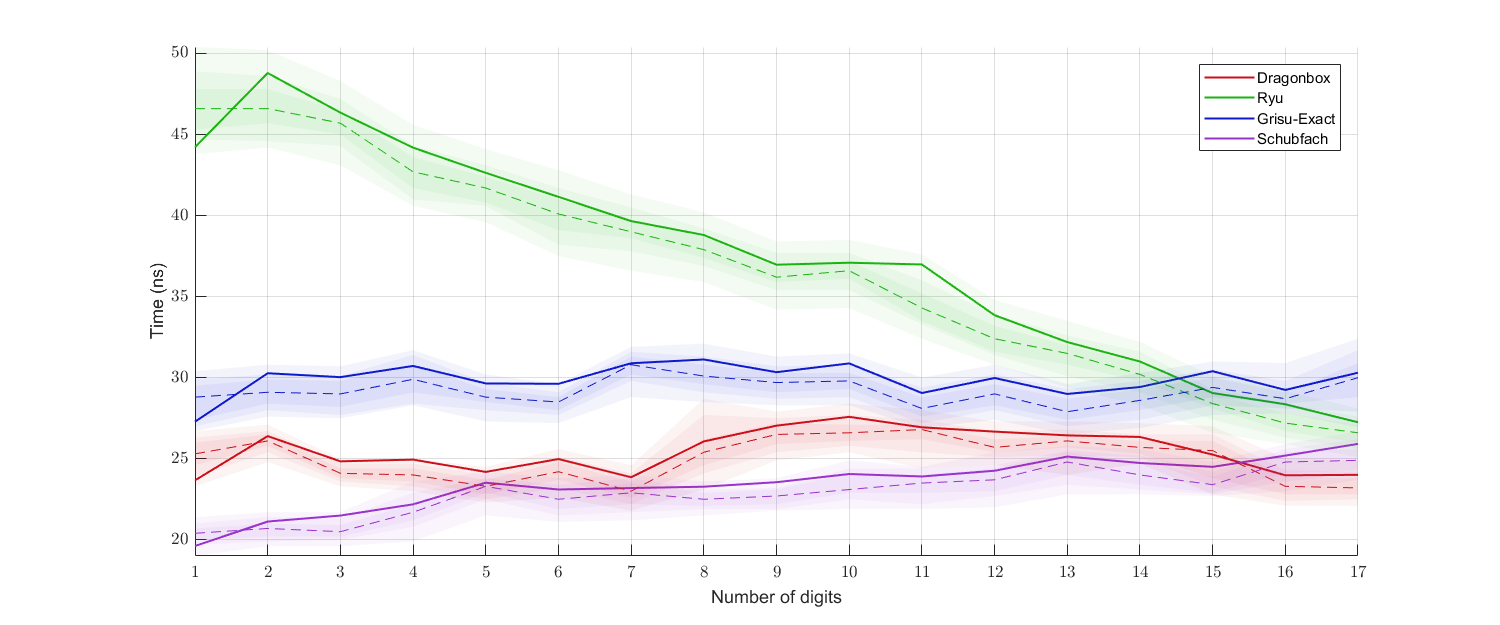 50
45
40
35
30
25
20
Time (ns)
1 2 3 4 5 6 7 8 9 10 11 12 13 14 15 16 17
Number of digits
Dragonbox
Ryu
Grisu-Exact
Schubfach